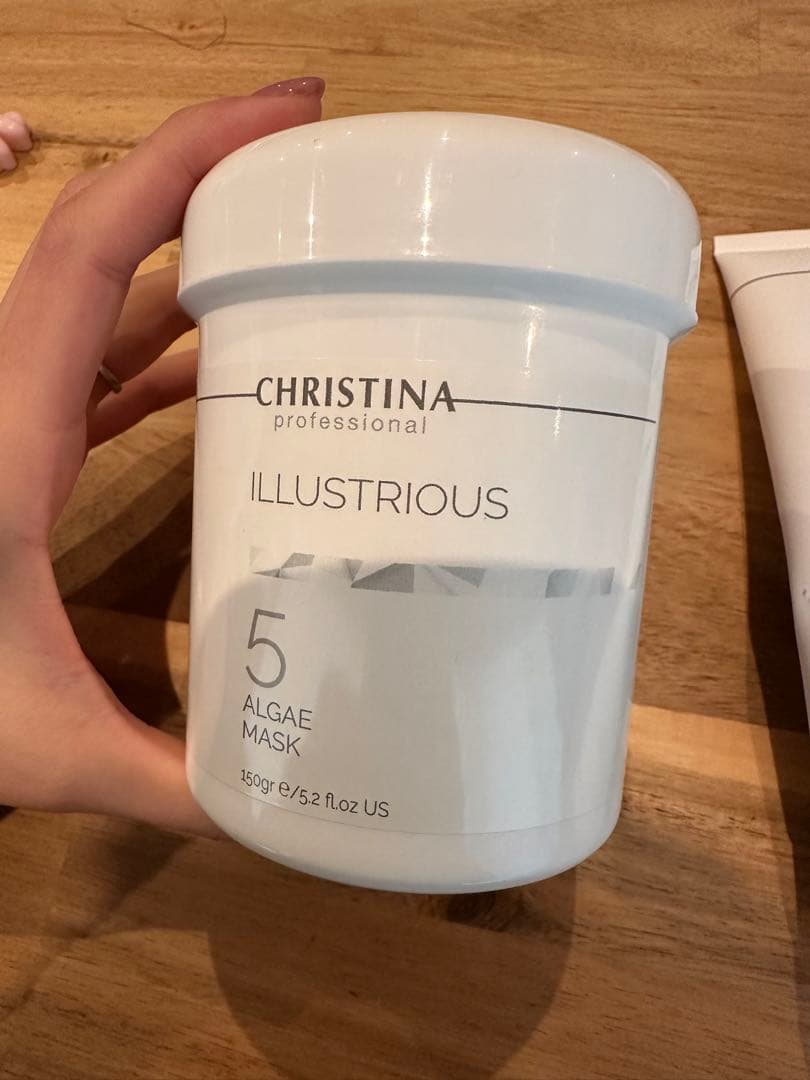 CHRISTINA
professional
ILLUSTRIOUS
5
ALGAE
MASK
150gr e/5.2 fl.oz US